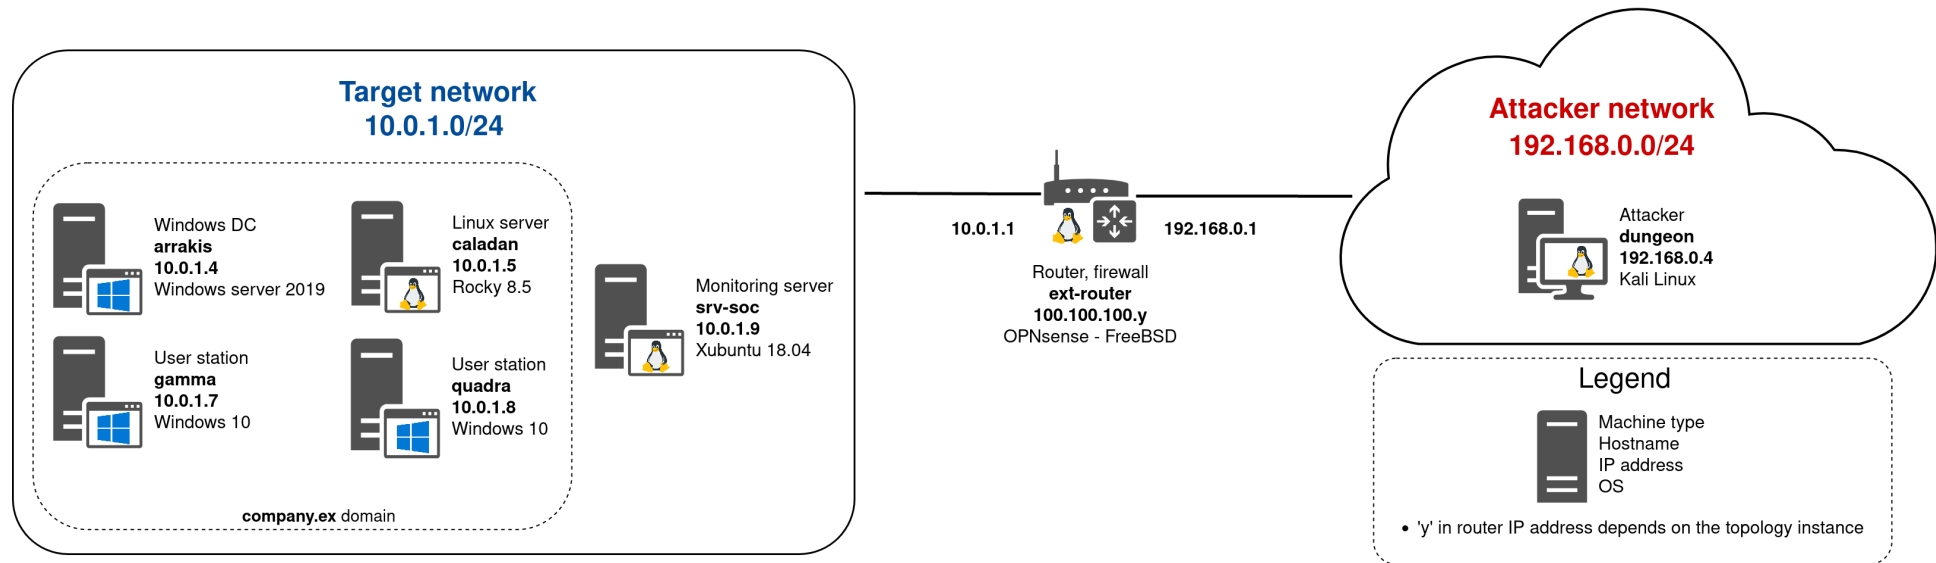 Target network
10.0.1.0/24
Windows DC
arrakis
10.0.1.4
Windows server 2019
Linux server
caladan
10.0.1.5
Rocky 8.5
User station
gamma
10.0.1.7
Windows 10
User station
quadra
10.0.1.8
Windows 10
company.ex domain
Monitoring server
srv-soc
10.0.1.9
Xubuntu 18.04
10.0.1.1
192.168.0.1
Router, firewall
ext-router
100.100.100.y
OPNsense - FreeBSD
Attacker network
192.168.0.0/24
Attacker
dungeon
192.168.0.4
Kali Linux
Legend
Machine type
Hostname
IP address
OS
• 'y' in router IP address depends on the topology instance